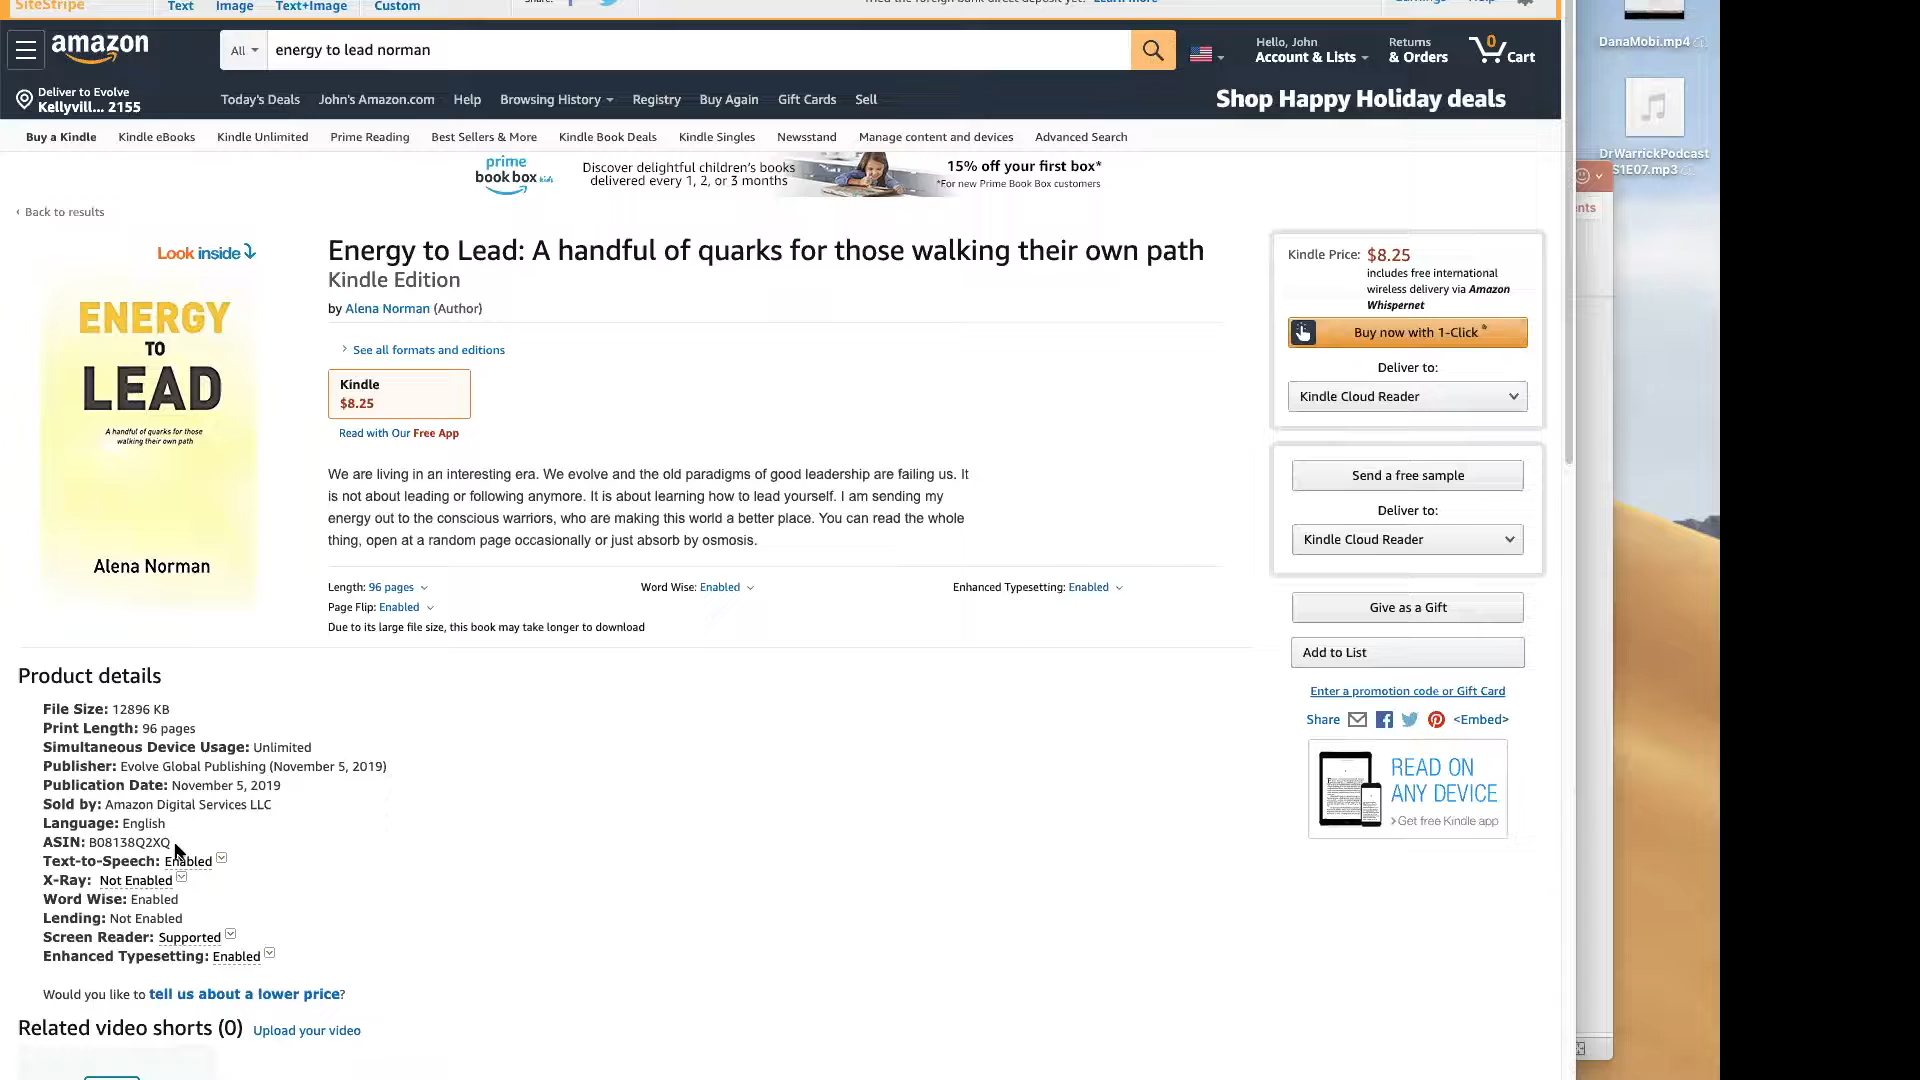 SiteStripe
Text
Image
Text+Image
Custom
Learn more
Hello, John
Returns
0
All
energy to lead norman
Account & Lists
& Orders
Cart
amazon
Deliver to Evolve
Kellyvill... 2155
Today's Deals
John's Amazon.com
Help
Browsing History
Registry
Buy Again
Gift Cards
Sell
Shop Happy Holiday deals
Buy a Kindle
Kindle eBooks
Kindle Unlimited
Prime Reading
Best Sellers & More
Kindle Book Deals
Kindle Singles
Newsstand
Manage content and devices
Advanced Search
prime
book box kids
Discover delightful children's books
delivered every 1, 2, or 3 months
15% off your first box*
*For new Prime Book Box customers
‹ Back to results
Look inside
ENERGY
TO
LEAD
A handful of quarks for those
walking their own path
Alena Norman
Energy to Lead: A handful of quarks for those walking their own path
Kindle Edition
by Alena Norman (Author)
See all formats and editions
Kindle
$8.25
Read with Our Free App
We are living in an interesting era. We evolve and the old paradigms of good leadership are failing us. It
is not about leading or following anymore. It is about learning how to lead yourself. I am sending my
energy out to the conscious warriors, who are making this world a better place. You can read the whole
thing, open at a random page occasionally or just absorb by osmosis.
Length: 96 pages
Word Wise: Enabled
Enhanced Typesetting: Enabled
Page Flip: Enabled
Due to its large file size, this book may take longer to download
Kindle Price: $8.25
includes free international
wireless delivery via Amazon
Whispernet
Buy now with 1-Click *
Deliver to:
Kindle Cloud Reader
Send a free sample
Deliver to:
Kindle Cloud Reader
Give as a Gift
Add to List
Enter a promotion code or Gift Card
Share
<Embed>
READ ON
ANY DEVICE
› Get free Kindle app
Product details
File Size: 12896 KB
Print Length: 96 pages
Simultaneous Device Usage: Unlimited
Publisher: Evolve Global Publishing (November 5, 2019)
Publication Date: November 5, 2019
Sold by: Amazon Digital Services LLC
Language: English
ASIN: B08138Q2XQ
Text-to-Speech: Enabled
X-Ray: Not Enabled
Word Wise: Enabled
Lending: Not Enabled
Screen Reader: Supported
Enhanced Typesetting: Enabled
Would you like to tell us about a lower price?
Related video shorts (0)
Upload your video
DanaMobi.mp4
DrWarrickPodcast
S1E07.mp3
nts